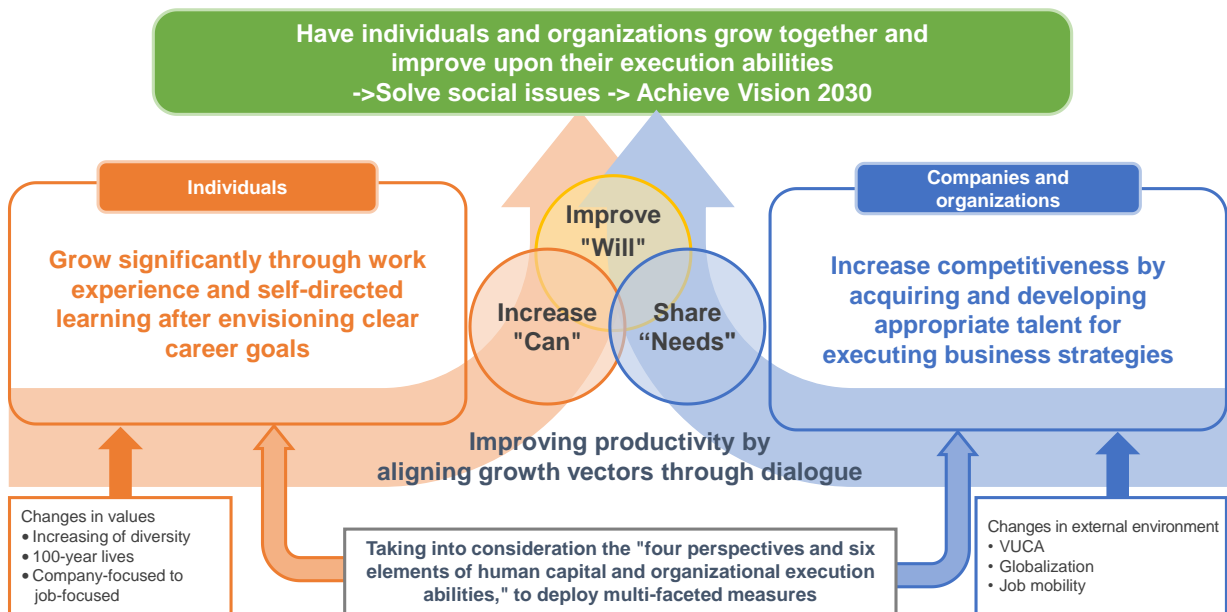 Have individuals and organizations grow together and
improve upon their execution abilities
->Solve social issues -> Achieve Vision 2030
Individuals
Grow significantly through work
experience and self-directed
learning after envisioning clear
career goals
Companies and
organizations
Increase competitiveness by
acquiring and developing
appropriate talent for
executing business strategies
Improve
"Will"
Increase
"Can"
Share
“Needs"
Improving productivity by
aligning growth vectors through dialogue
Changes in values
• Increasing of diversity
• 100-year lives
• Company-focused to
job-focused
Taking into consideration the "four perspectives and six
elements of human capital and organizational execution
abilities," to deploy multi-faceted measures
Changes in external environment
• VUCA
• Globalization
• Job mobility